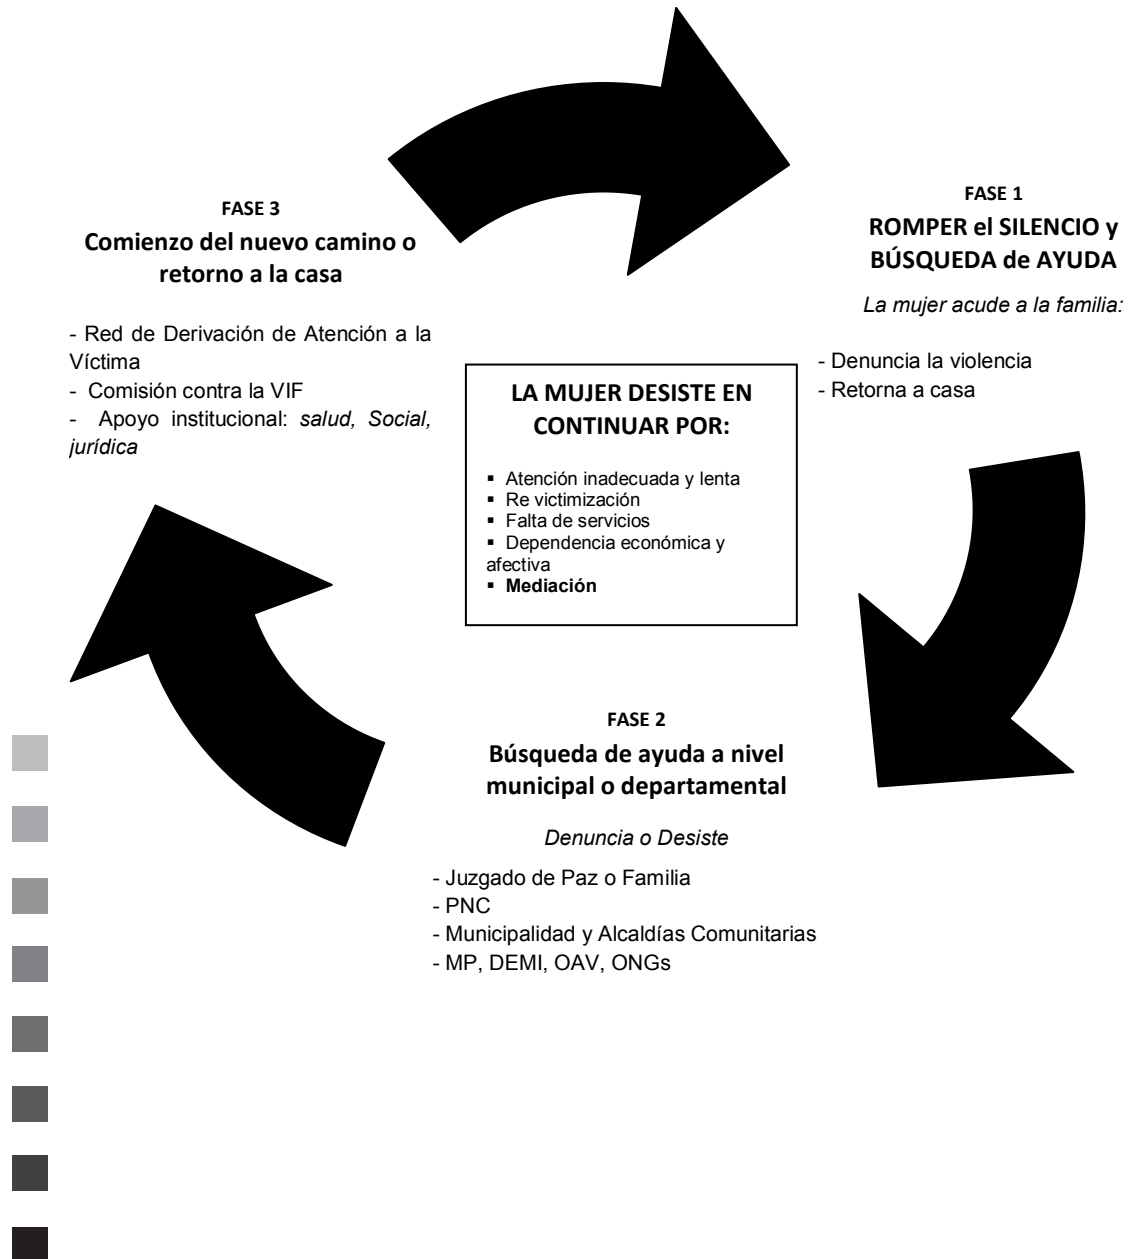 FASE 1
ROMPER el SILENCIO y
BÚSQUEDA de AYUDA
La mujer acude a la familia:
- Denuncia la violencia
- Retorna a casa
FASE 2
Búsqueda de ayuda a nivel
municipal o departamental
Denuncia o Desiste
- Juzgado de Paz o Familia
- PNC
- Municipalidad y Alcaldías Comunitarias
- MP, DEMI, OAV, ONGs
FASE 3
Comienzo del nuevo camino o
retorno a la casa
- Red de Derivación de Atención a la
Víctima
- Comisión contra la VIF
- Apoyo institucional: salud, Social,
jurídica
LA MUJER DESISTE EN
CONTINUAR POR:
▪ Atención inadecuada y lenta
▪ Re victimización
▪ Falta de servicios
▪ Dependencia económica y
afectiva
▪ Mediación